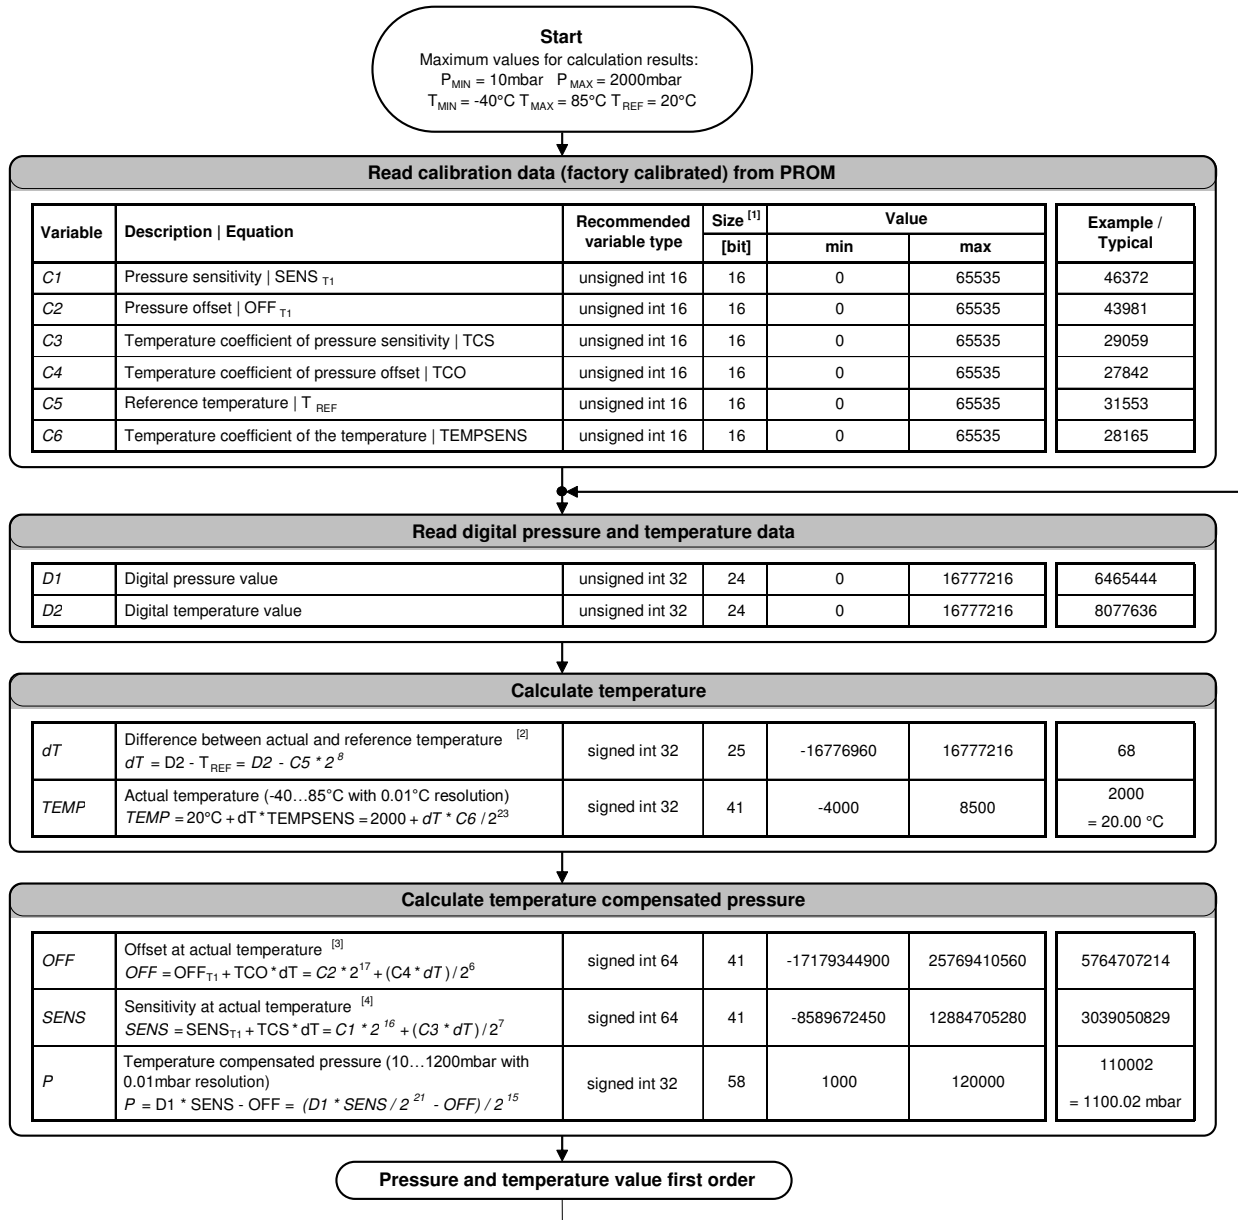 Start
Maximum values for calculation results:
P MIN = 10mbar P MAX = 2000mbar
T MIN = -40°C T MAX = 85°C T REF = 20°C
Read calibration data (factory calibrated) from PROM
Variable Description | Equation Recommended variable type Size [1] [bit] Value min max Example / Typical
C1 Pressure sensitivity | SENS T1 unsigned int 16 16 0 65535 46372
C2 Pressure offset | OFF T1 unsigned int 16 16 0 65535 43981
C3 Temperature coefficient of pressure sensitivity | TCS unsigned int 16 16 0 65535 29059
C4 Temperature coefficient of pressure offset | TCO unsigned int 16 16 0 65535 27842
C5 Reference temperature | T REF unsigned int 16 16 0 65535 31553
C6 Temperature coefficient of the temperature | TEMPSENS unsigned int 16 16 0 65535 28165
Read digital pressure and temperature data
D1 Digital pressure value unsigned int 32 24 0 16777216 6465444
D2 Digital temperature value unsigned int 32 24 0 16777216 8077636
Calculate temperature
dT Difference between actual and reference temperature [2]
dT = D2 - T REF = D2 - C5 * 2^8 signed int 32 25 -16776960 16777216 68
TEMP Actual temperature (-40…85°C with 0.01°C resolution)
TEMP = 20°C + dT * TEMPSENS = 2000 + dT * C6 / 2^23 signed int 32 41 -4000 8500 2000
= 20.00 °C
Calculate temperature compensated pressure
OFF Offset at actual temperature [3]
OFF = OFF T1 + TCO * dT = C2 * 2^17 + (C4 * dT) / 2^6 signed int 64 41 -17179344900 25769410560 5764707214
SENS Sensitivity at actual temperature [4]
SENS = SENS T1 + TCS * dT = C1 * 2^16 + (C3 * dT) / 2^7 signed int 64 41 -8589672450 12884705280 3039050829
P Temperature compensated pressure (10…1200mbar with
0.01mbar resolution)
P = D1 * SENS - OFF = (D1 * SENS / 2^21 - OFF) / 2^15 signed int 32 58 1000 120000 110002
= 1100.02 mbar
Pressure and temperature value first order